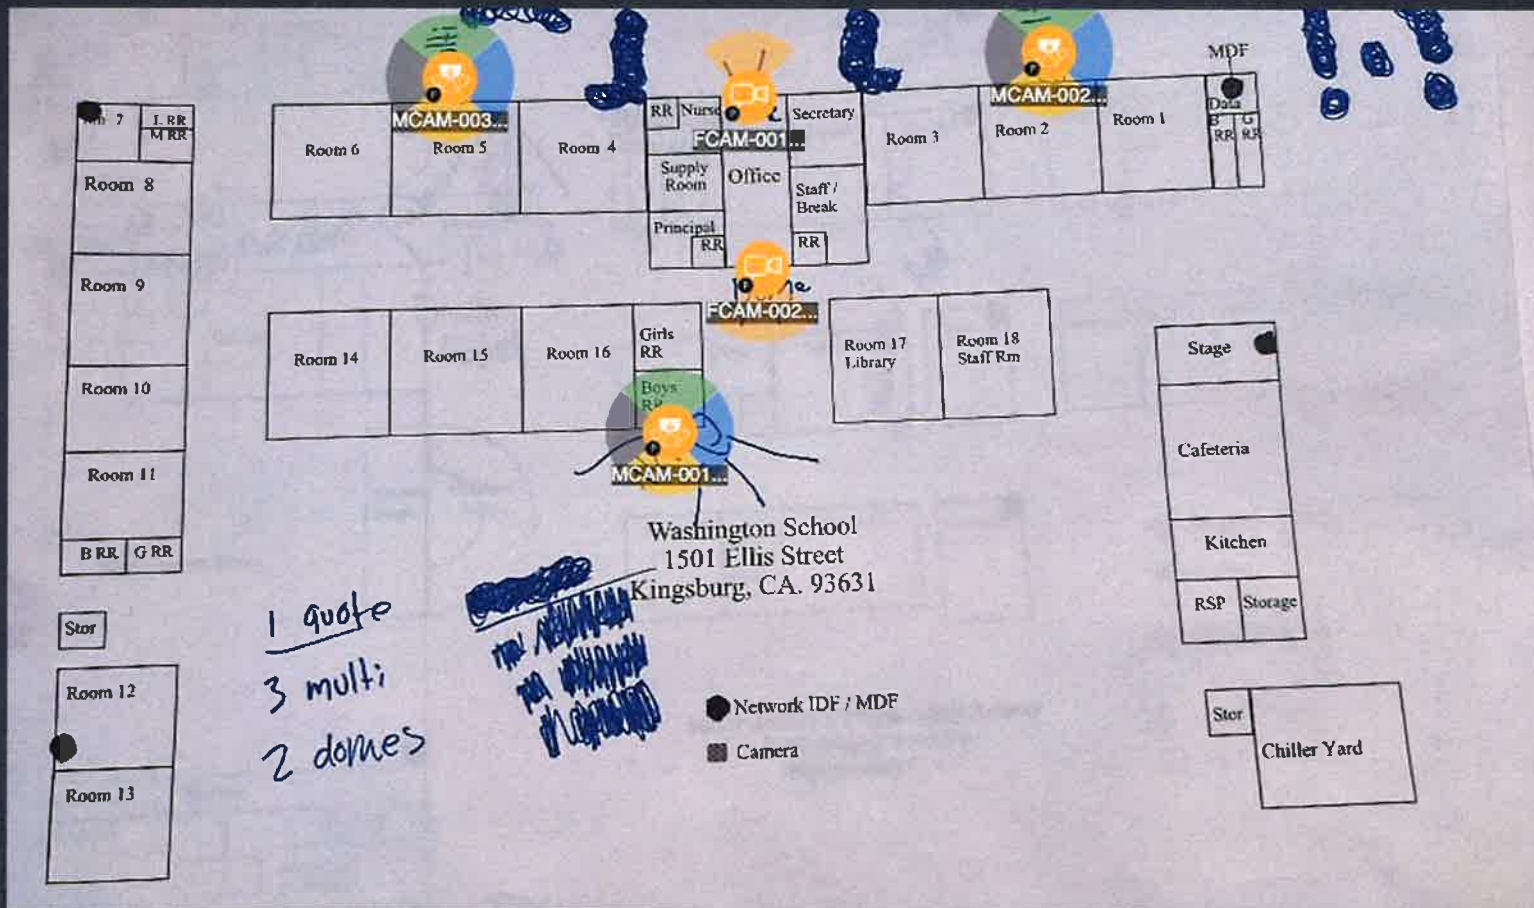 MDF
Data
B
RR
G
RR
7
L RR
M RR
Room 8
Room 9
Room 10
Room 11
B RR
G RR
Stor
Room 12
Room 13
MCAM-003...
Room 6
Room 5
Room 4
RR
Nurse
FCAM-001...
Secretary
Supply
Room
Office
Staff /
Break
Principal
RR
RR
MCAM-002...
Room 3
Room 2
Room 1
FCAM-002...
Room 14
Room 15
Room 16
Girls
RR
Boys
RR
MCAM-001...
Room 17
Library
Room 18
Staff Rm
Stage
Cafeteria
Kitchen
RSP
Storage
Washington School
1501 Ellis Street
Kingsburg, CA. 93631
1 quote
3 multi
2 domes
Network IDF / MDF
Camera
Stor
Chiller Yard